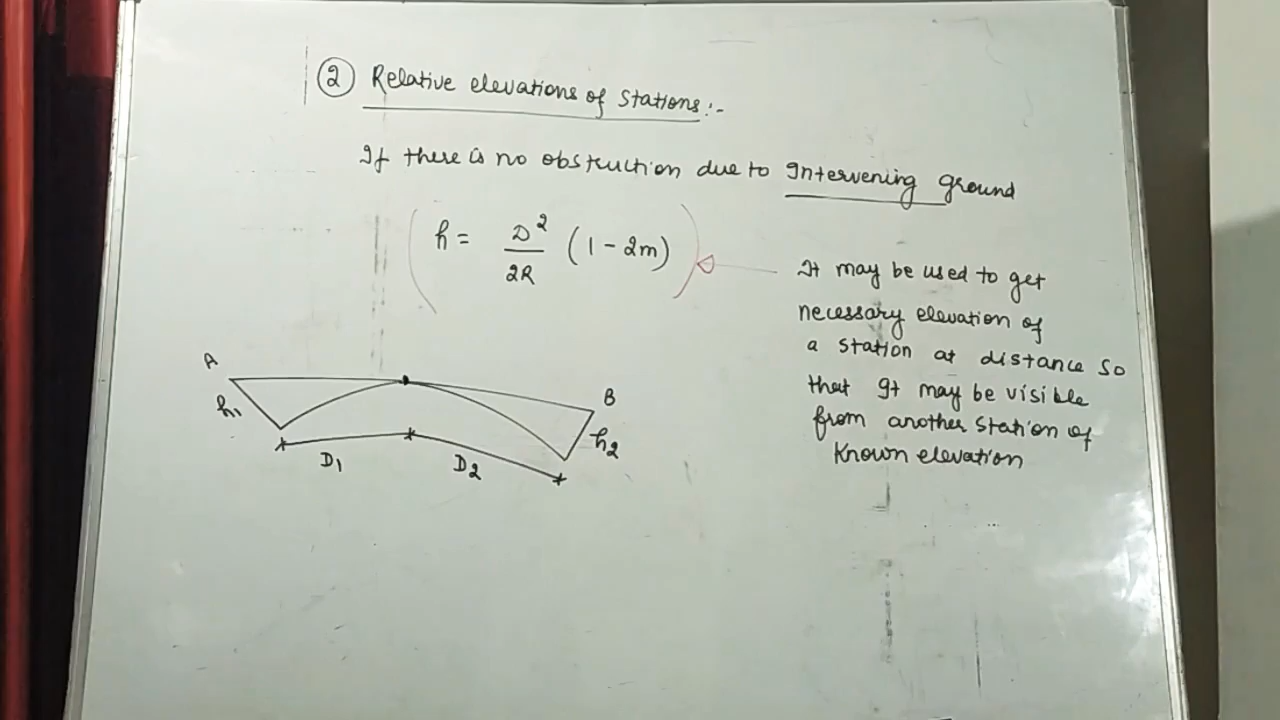 ② Relative elevations of Stations:-
If there is no obstruction due to Intervening ground
h = D²/2R (1 - 2m)
It may be used to get
necessary elevation of
a station at distance so
that It may be visible
from another station of
Known elevation
A
B
h₁
h₂
D₁
D₂